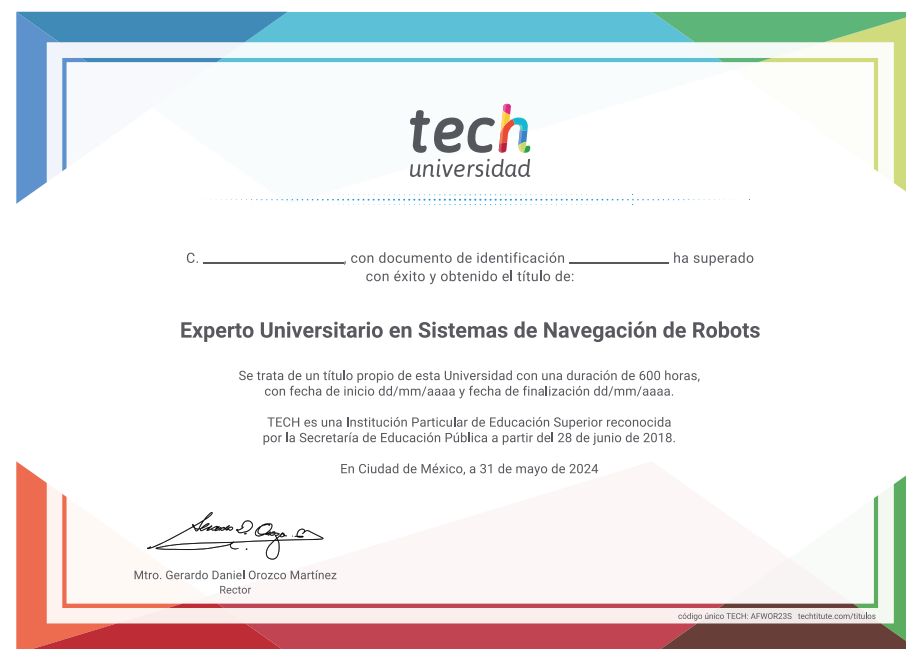 tech
universidad
C. ____________, con documento de identificación ____________ ha superado
con éxito y obtenido el título de:
Experto Universitario en Sistemas de Navegación de Robots
Se trata de un título propio de esta Universidad con una duración de 600 horas,
con fecha de inicio dd/mm/aaaa y fecha de finalización dd/mm/aaaa.
TECH es una Institución Particular de Educación Superior reconocida
por la Secretaría de Educación Pública a partir del 28 de junio de 2018.
En Ciudad de México, a 31 de mayo de 2024
Mtro. Gerardo Daniel Orozco Martínez
Rector
código único TECH: AFWOR23S techtitute.com/titulos